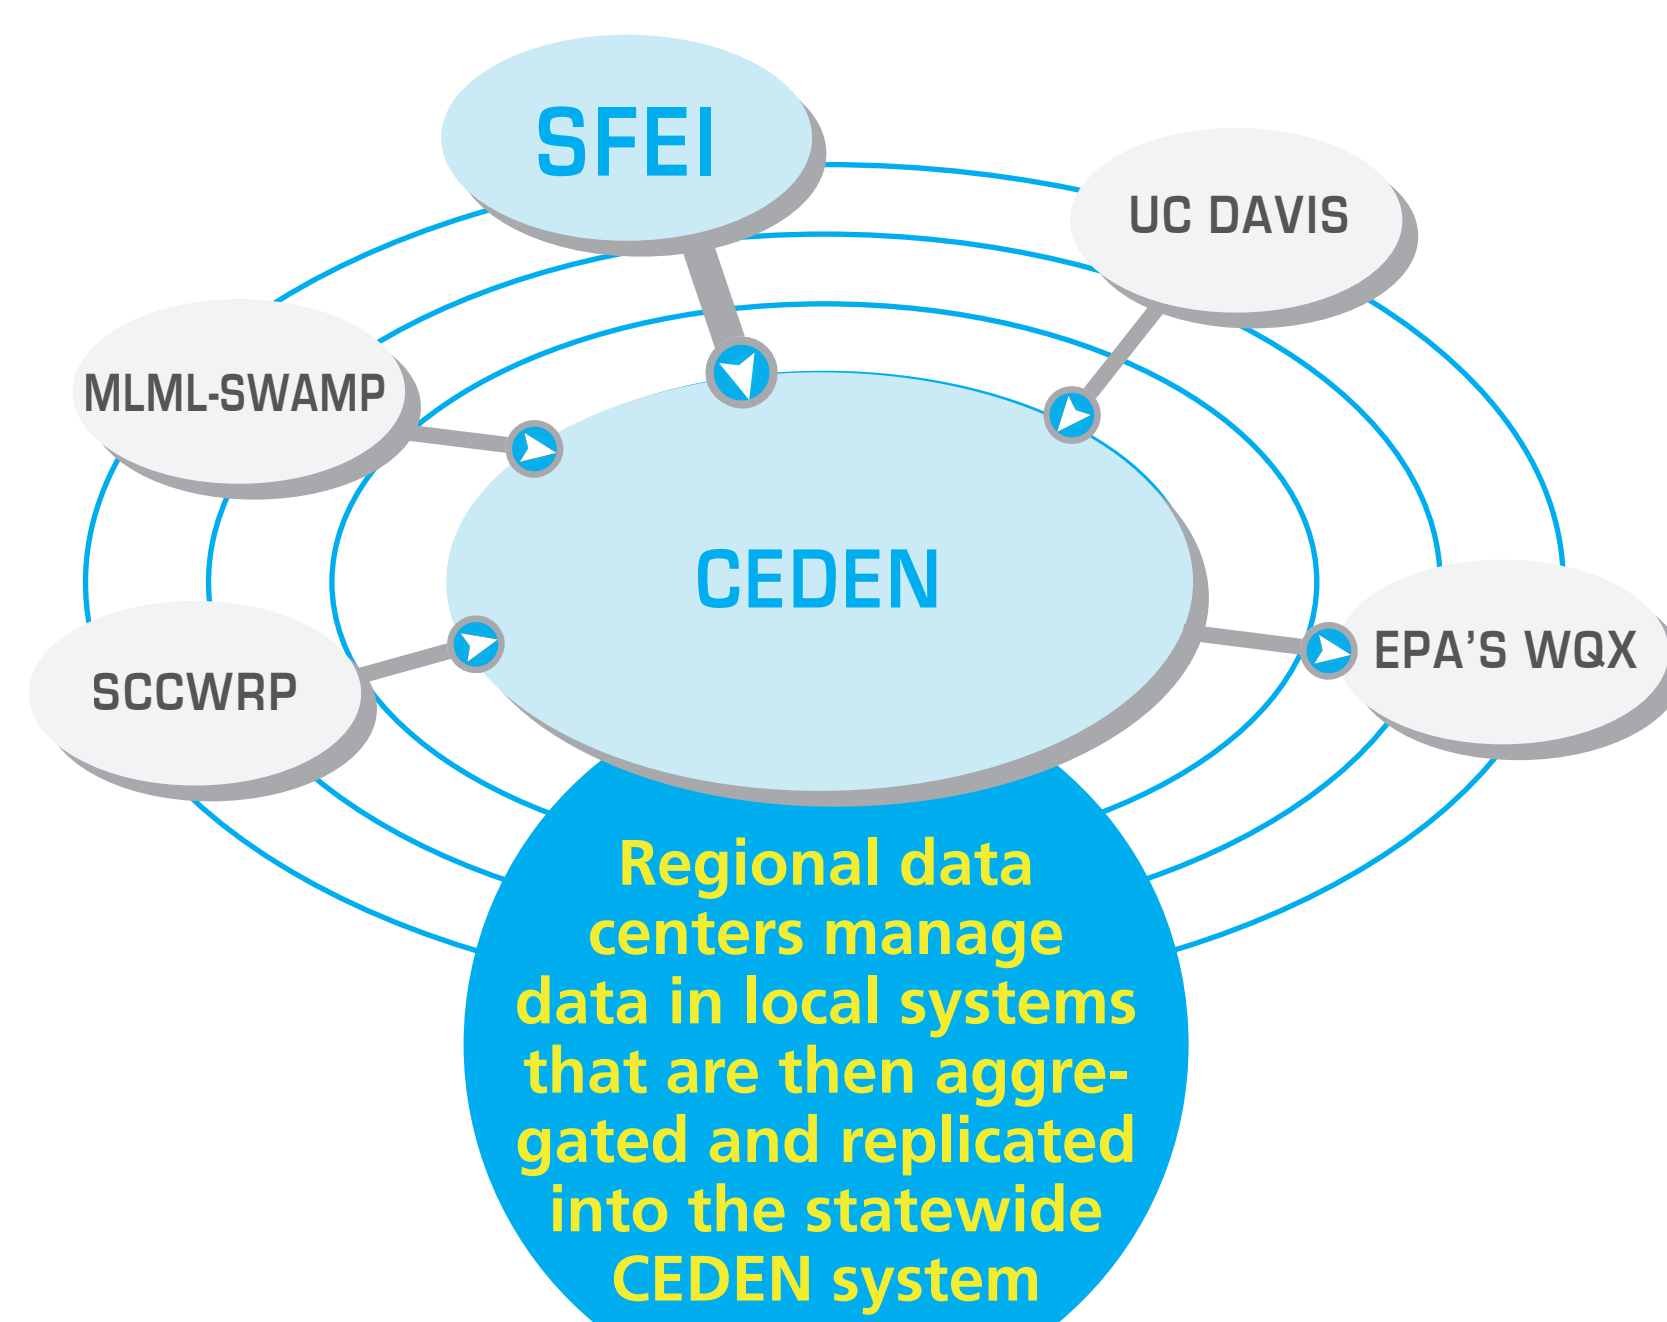 SFEI
UC DAVIS
MLML-SWAMP
CEDEN
EPA'S WQX
SCCWRP
Regional data
centers manage
data in local systems
that are then aggre-
gated and replicated
into the statewide
CEDEN system